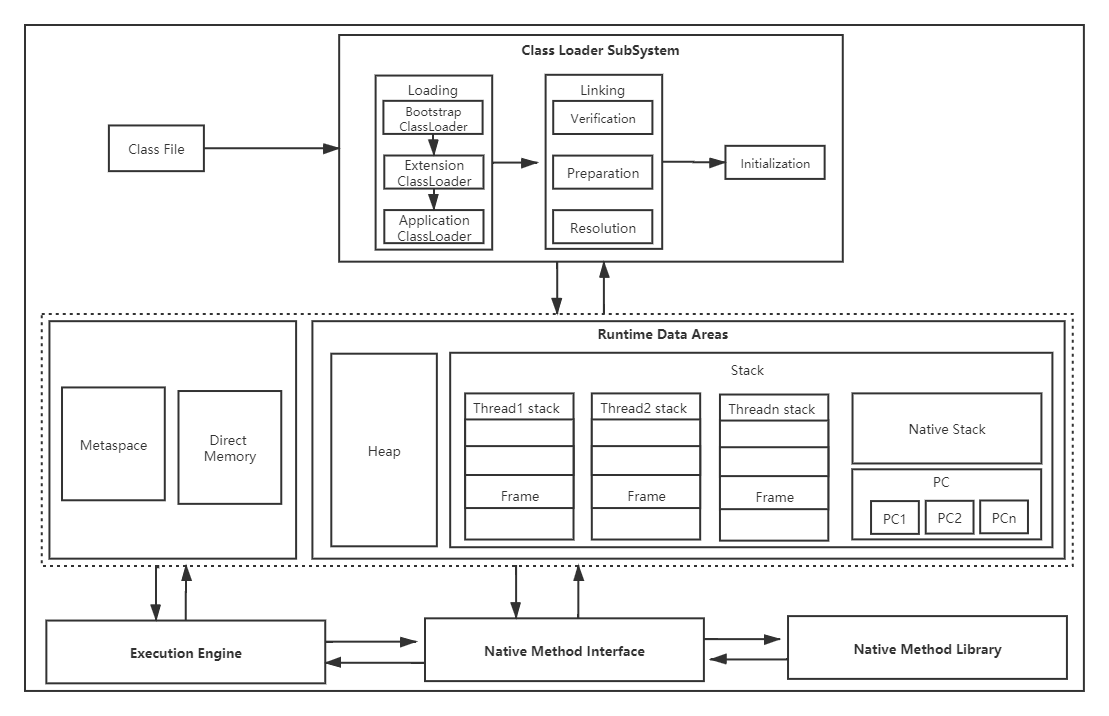 Class Loader SubSystem
Loading
Bootstrap
ClassLoader
Extension
ClassLoader
Application
ClassLoader
Linking
Verification
Preparation
Resolution
Initialization
Class File
Runtime Data Areas
Metaspace
Direct
Memory
Heap
Stack
Thread1 stack
Frame
Thread2 stack
Frame
Threadn stack
Frame
Native Stack
PC
PC1
PC2
PCn
Execution Engine
Native Method Interface
Native Method Library